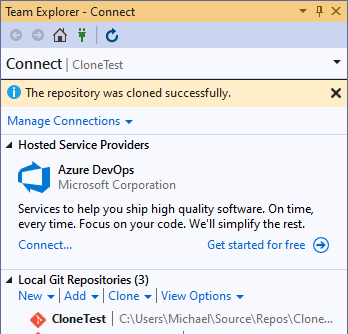 Team Explorer - Connect
Connect | CloneTest
The repository was cloned successfully.
Manage Connections
Hosted Service Providers
Azure DevOps
Microsoft Corporation
Services to help you ship high quality software. On time,
every time. Focus on your code. We'll simplify the rest.
Connect... Get started for free
Local Git Repositories (3)
New | Add | Clone | View Options
CloneTest | C:\Users\Michael\Source\Repos\Clone...